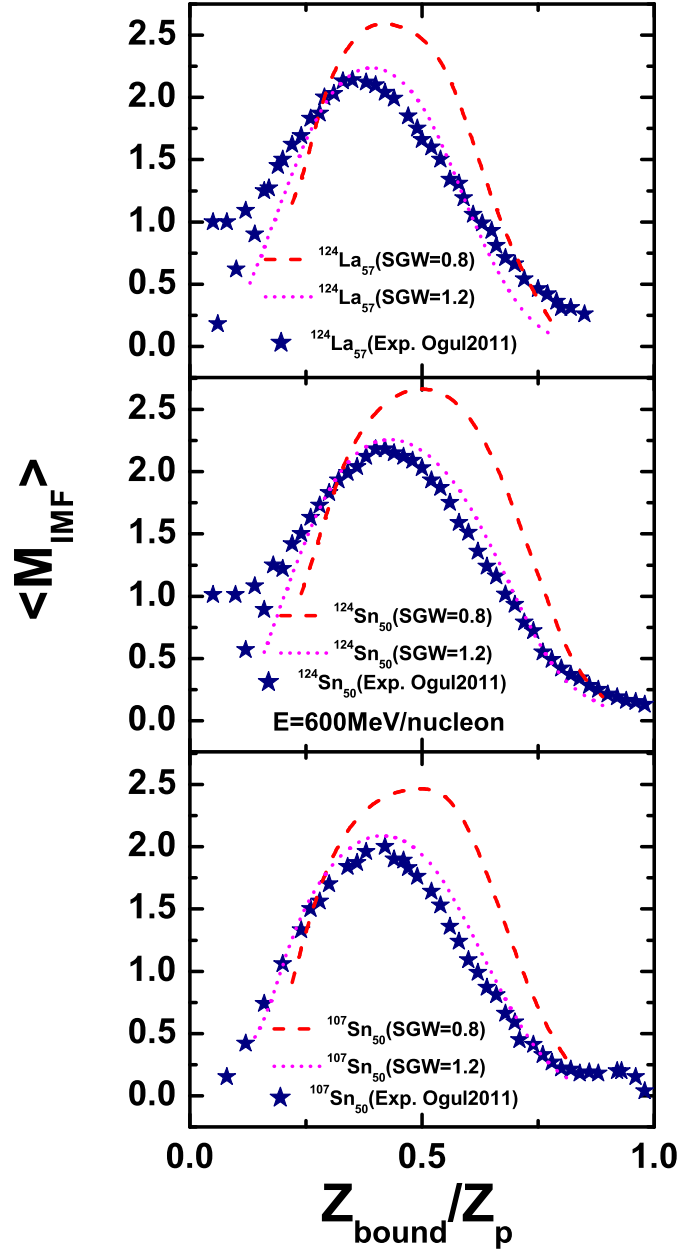 2.5
2.0
1.5
1.0
0.5
0.0
¹²⁴La₅₇(SGW=0.8)
¹²⁴La₅₇(SGW=1.2)
¹²⁴La₅₇(Exp. Ogul2011)
<M_IMF>
2.5
2.0
1.5
1.0
0.5
0.0
¹²⁴Sn₅₀(SGW=0.8)
¹²⁴Sn₅₀(SGW=1.2)
¹²⁴Sn₅₀(Exp. Ogul2011)
E=600MeV/nucleon
2.5
2.0
1.5
1.0
0.5
0.0
¹⁰⁷Sn₅₀(SGW=0.8)
¹⁰⁷Sn₅₀(SGW=1.2)
¹⁰⁷Sn₅₀(Exp. Ogul2011)
0.0 0.5 1.0
Z_bound/Z_p